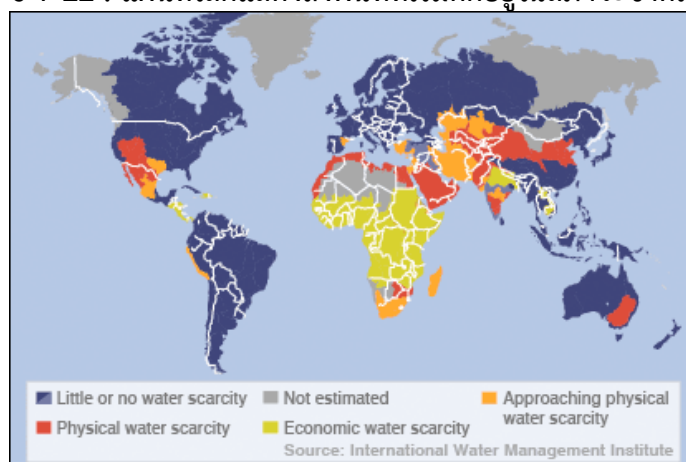 Little or no water scarcity
Not estimated
Approaching physical
water scarcity
Physical water scarcity
Economic water scarcity
Source: International Water Management Institute